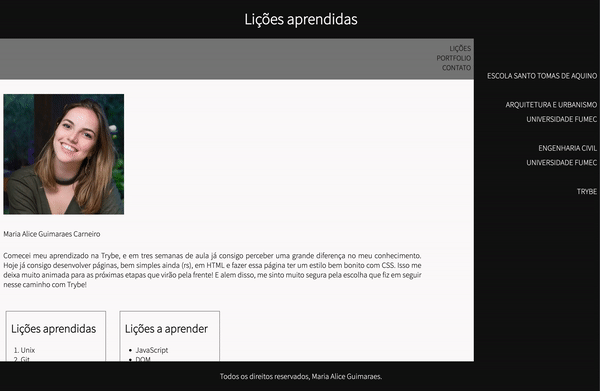 Lições aprendidas
LIÇÕES
PORTFOLIO
CONTATO
ESCOLA SANTO TOMAS DE AQUINO
ARQUITETURA E URBANISMO
UNIVERSIDADE FUMEC
ENGENHARIA CIVIL
UNIVERSIDADE FUMEC
TRYBE
Maria Alice Guimaraes Carneiro
Comecei meu aprendizado na Trybe, e em tres semanas de aula já consigo perceber uma grande diferença no meu conhecimento.
Hoje já consigo desenvolver páginas, bem simples ainda (rs), em HTML e fazer essa página ter um estilo bem bonito com CSS. Isso me
deixa muito animada para as próximas etapas que virão pela frente! E alem disso, me sinto muito segura pela escolha que fiz em seguir
nesse caminho com Trybe!
Lições aprendidas
1. Unix
2. Git
Lições a aprender
• JavaScript
• DOM
Todos os direitos reservados, Maria Alice Guimaraes.